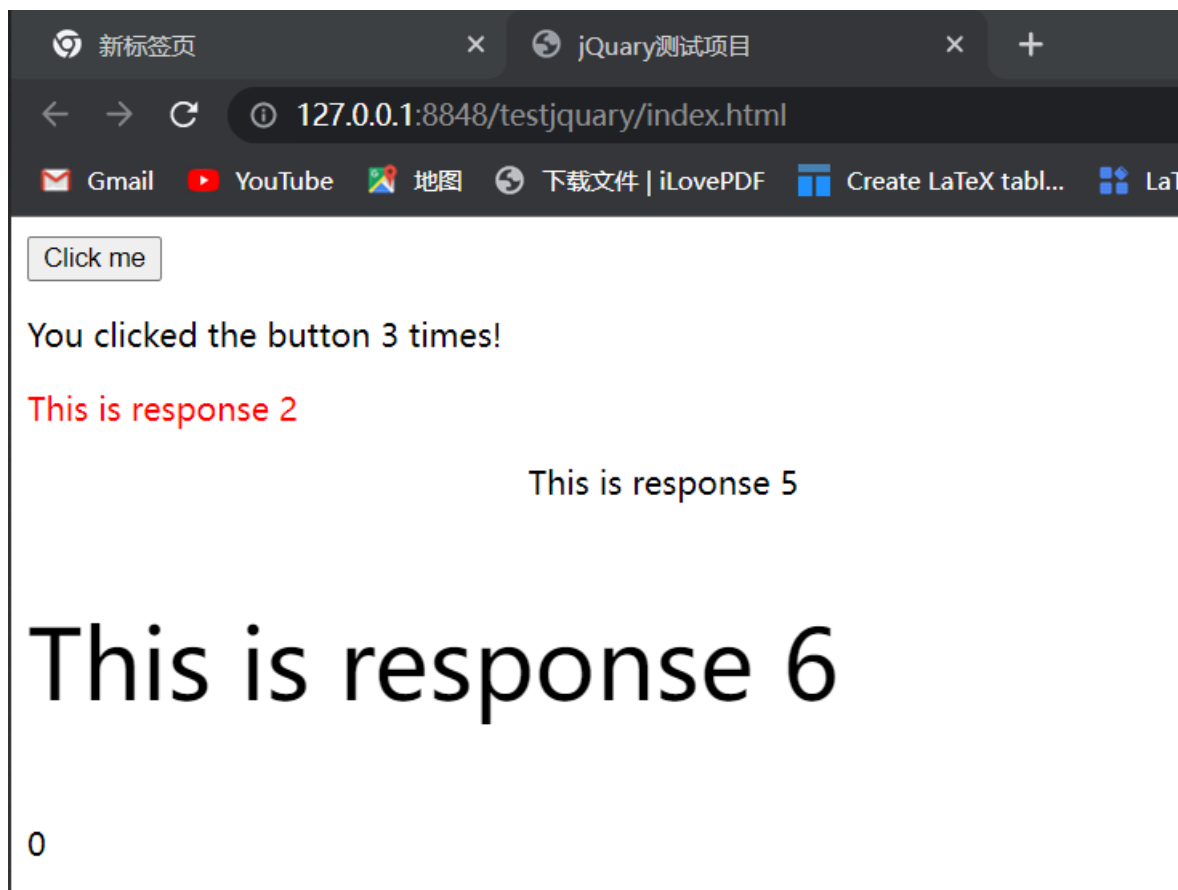 新标签页 jQuary测试项目
127.0.0.1:8848/testjquary/index.html
Gmail YouTube 地图 下载文件 | iLovePDF Create LaTeX tabl... LaT
Click me
You clicked the button 3 times!
This is response 2
This is response 5
This is response 6
0